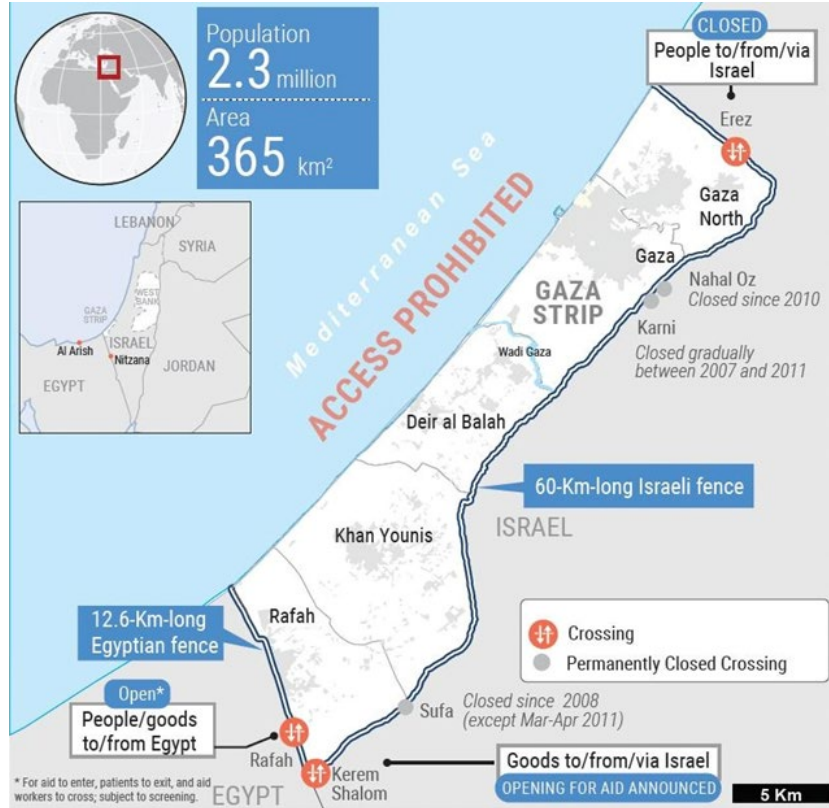 Population
2.3 million
Area
365 km²
CLOSED
People to/from/via
Israel
Erez
Gaza
North
Mediterranean Sea
ACCESS PROHIBITED
LEBANON
SYRIA
WEST
BANK
GAZA
STRIP
ISRAEL
Al Arish
Nitzana
JORDAN
EGYPT
Gaza
GAZA
STRIP
Nahal Oz
Closed since 2010
Karni
Closed gradually
between 2007 and 2011
Wadi Gaza
Deir al Balah
60-Km-long Israeli fence
ISRAEL
Khan Younis
12.6-Km-long
Egyptian fence
Rafah
Crossing
Permanently Closed Crossing
Open*
People/goods
to/from Egypt
Sufa
Closed since 2008
(except Mar-Apr 2011)
Rafah
Kerem
Shalom
Goods to/from/via Israel
OPENING FOR AID ANNOUNCED
* For aid to enter, patients to exit, and aid
workers to cross; subject to screening.
EGYPT
5 Km